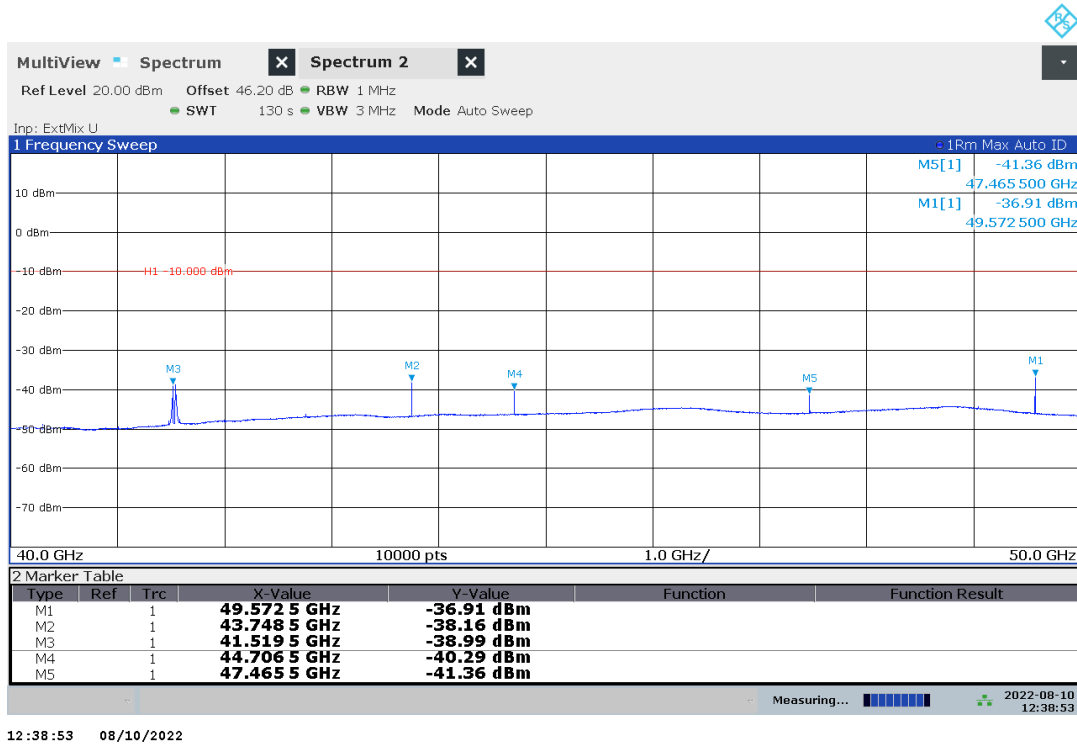 R&S
MultiView Spectrum X Spectrum 2 X
Ref Level 20.00 dBm Offset 46.20 dB RBW 1 MHz
SWT 130 s VBW 3 MHz Mode Auto Sweep
Inp: ExtMix U
1 Frequency Sweep 1Rm Max Auto ID
M5[1] -41.36 dBm
47.465 500 GHz
10 dBm
M1[1] -36.91 dBm
49.572 500 GHz
0 dBm
-10 dBm H1 -10.000 dBm
-20 dBm
-30 dBm
M1
M2
M3
M4
M5
-40 dBm
-50 dBm
-60 dBm
-70 dBm
40.0 GHz 10000 pts 1.0 GHz/ 50.0 GHz
2 Marker Table
Type Ref Trc X-Value Y-Value Function Function Result
M1 1 49.572 5 GHz -36.91 dBm
M2 1 43.748 5 GHz -38.16 dBm
M3 1 41.519 5 GHz -38.99 dBm
M4 1 44.706 5 GHz -40.29 dBm
M5 1 47.465 5 GHz -41.36 dBm
Measuring... 2022-08-10
12:38:53
12:38:53 08/10/2022